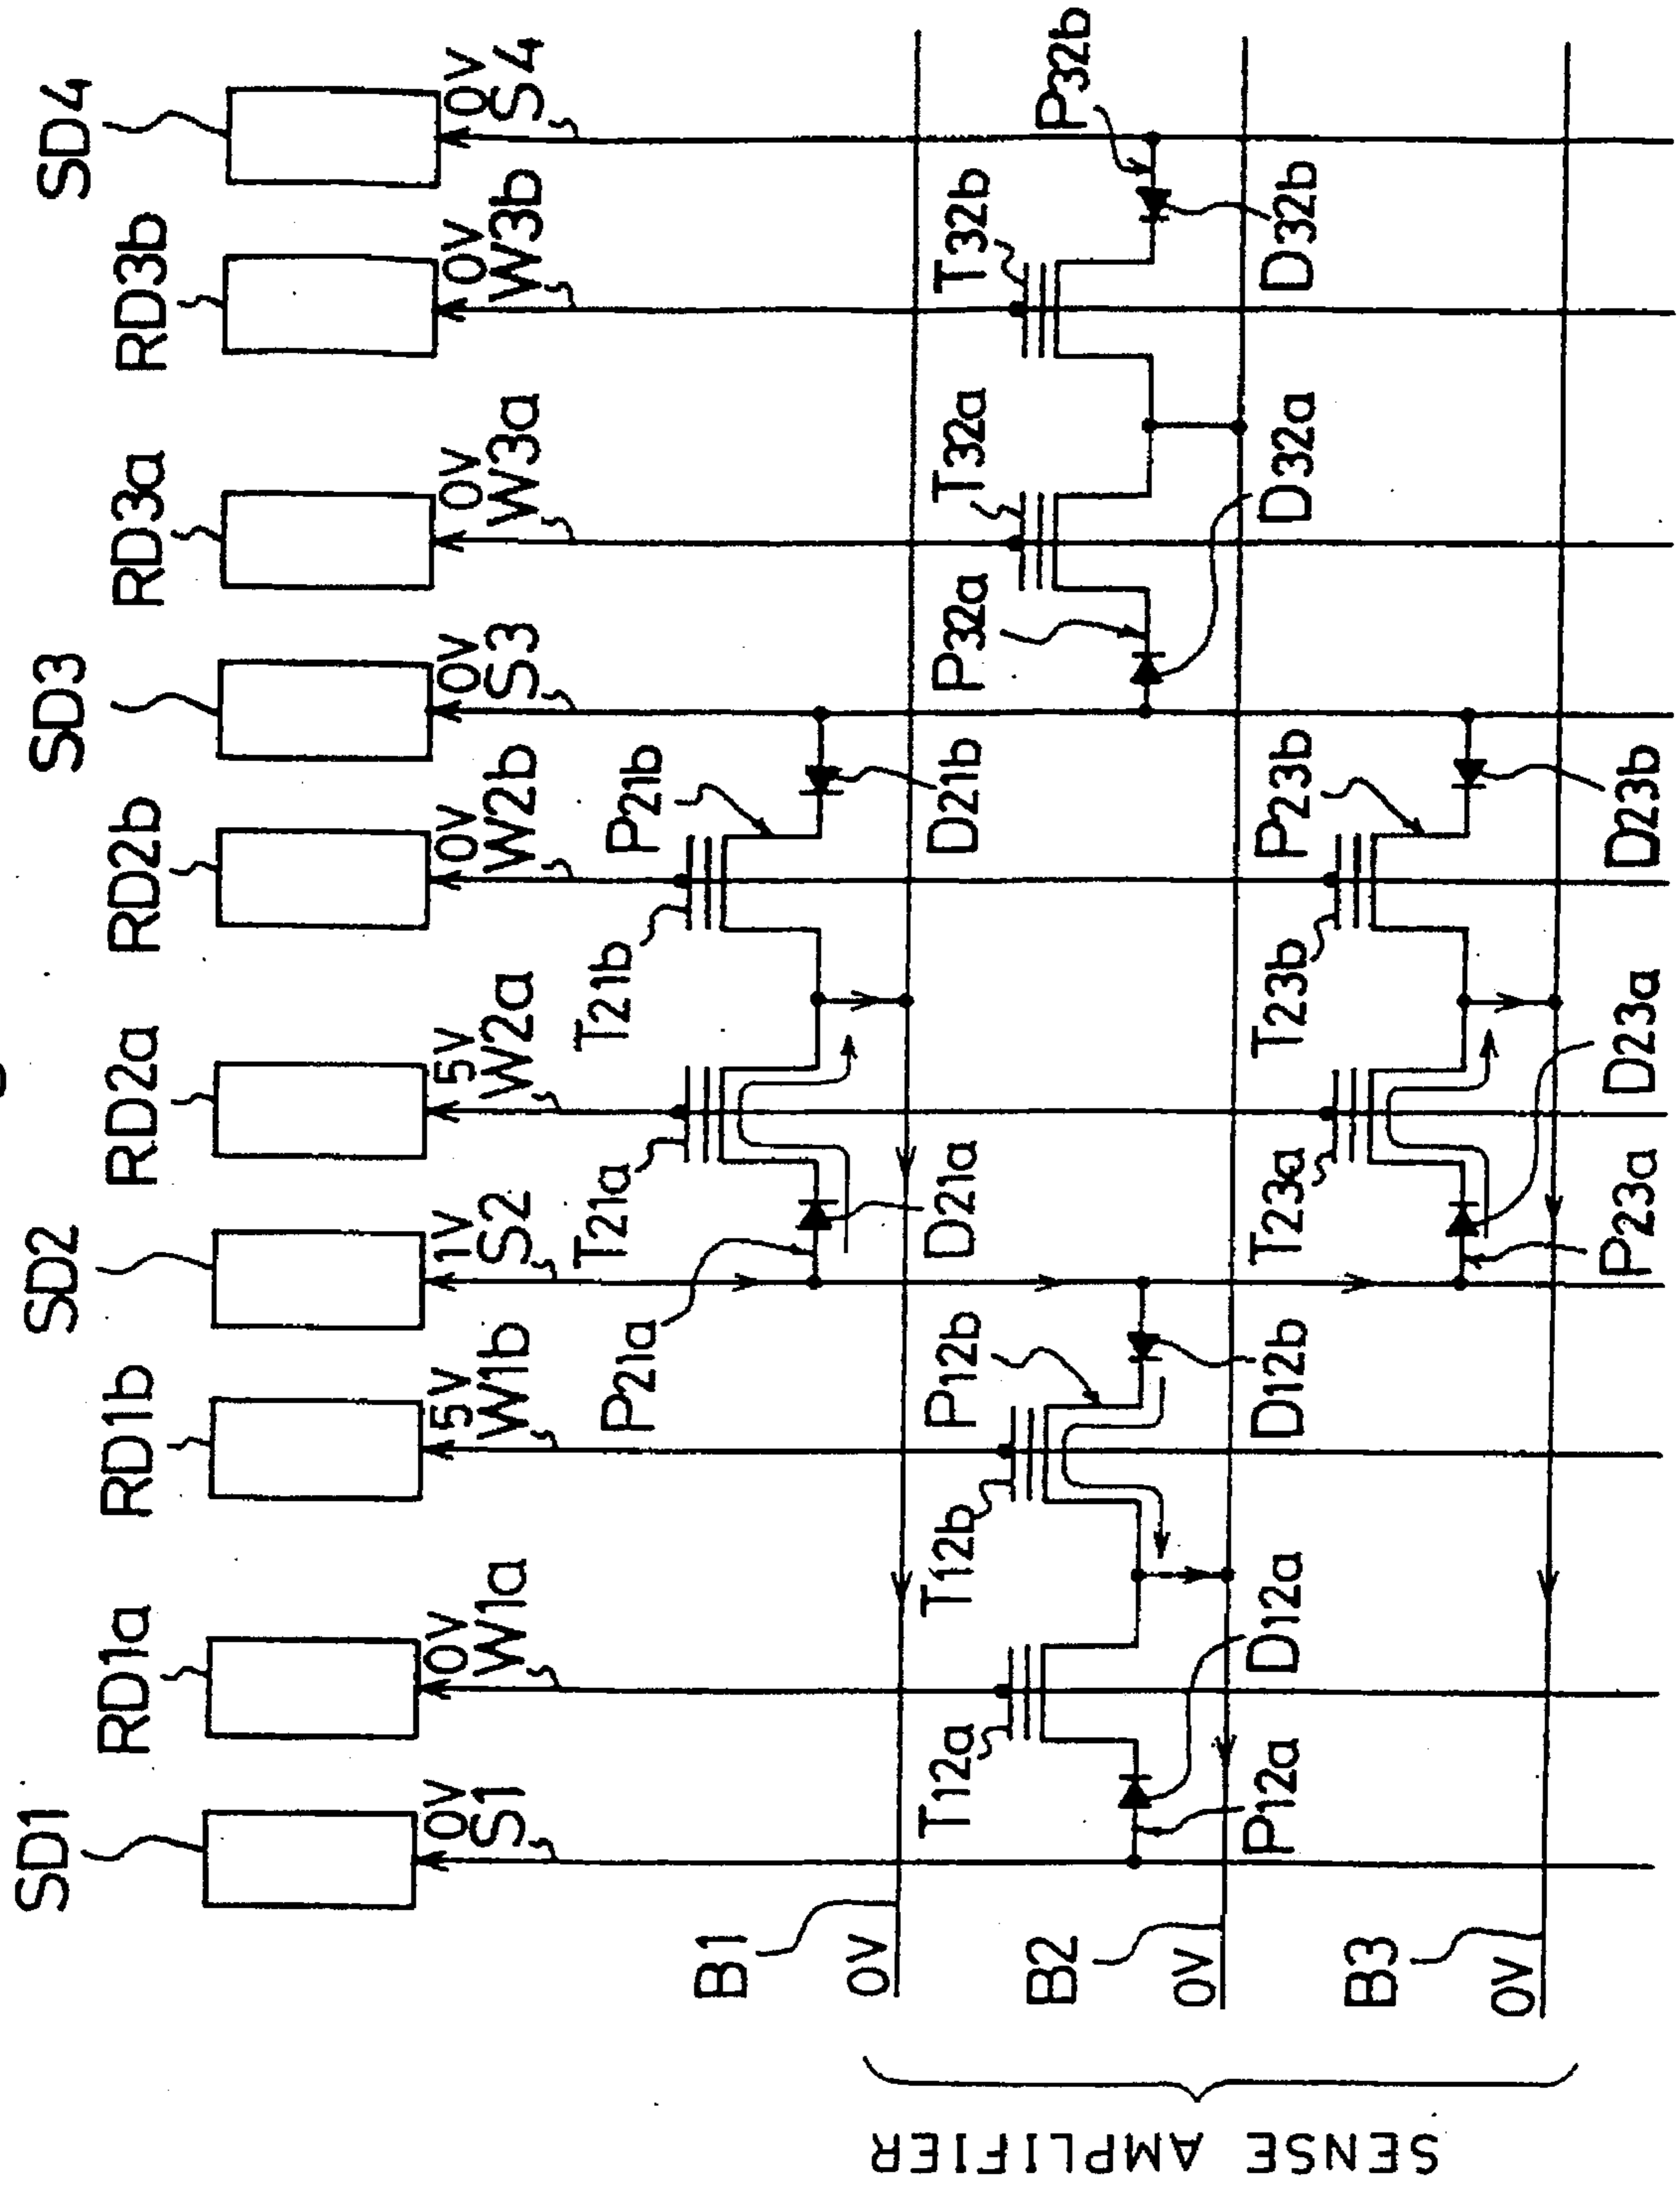 SD1
RD1a
RD1b
SD2
RD2a
RD2b
SD3
RD3a
RD3b
SD4
0V
S1
0V
W1a
5V
W1b
1V
S2
5V
W2a
0V
W2b
0V
S3
0V
W3a
0V
W3b
0V
S4
T21a
T21b
P21a
P21b
D21a
D21b
B1
0V
T12a
T12b
P12b
P32a
T32a
T32b
P32b
B2
0V
P12a
D12a
D12b
T23a
T23b
P23b
D32a
D32b
B3
0V
P23a
D23a
D23b
SENSE AMPLIFIER